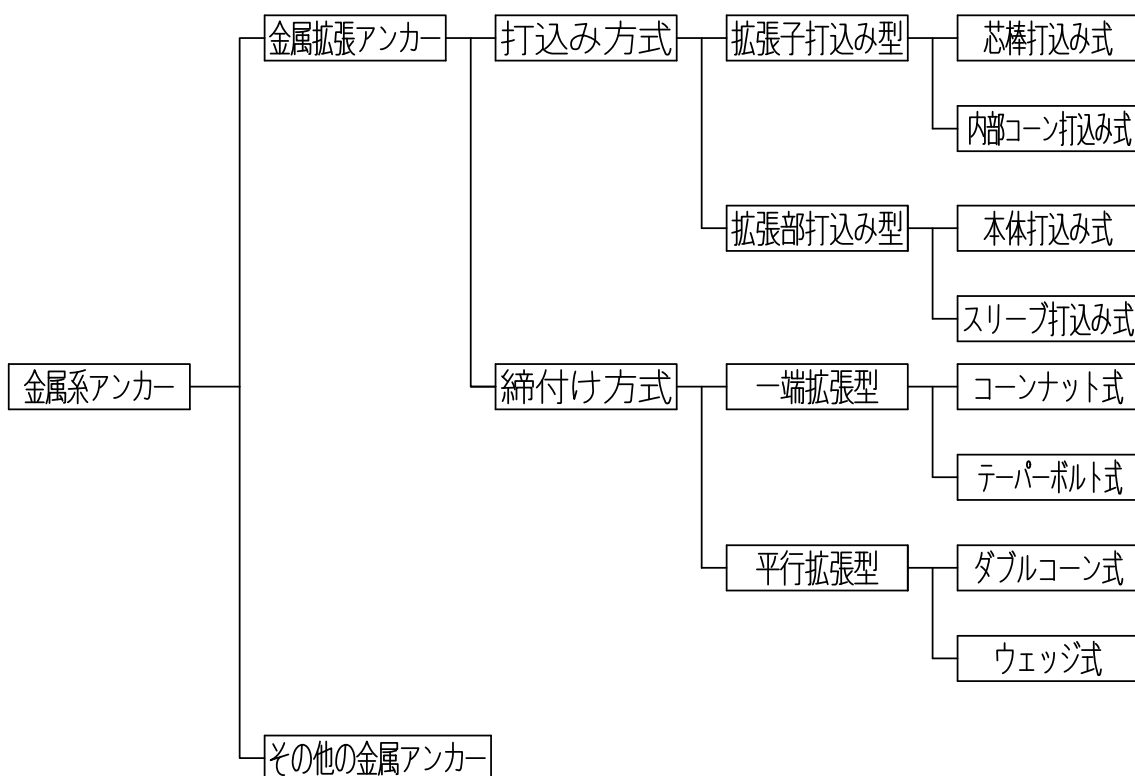 金属系アンカー
金属拡張アンカー
打込み方式
拡張子打込み型
芯棒打込み式
内部コーン打込み式
拡張部打込み型
本体打込み式
スリーブ打込み式
締付け方式
一端拡張型
コーンナット式
テーパーボルト式
平行拡張型
ダブルコーン式
ウェッジ式
その他の金属アンカー